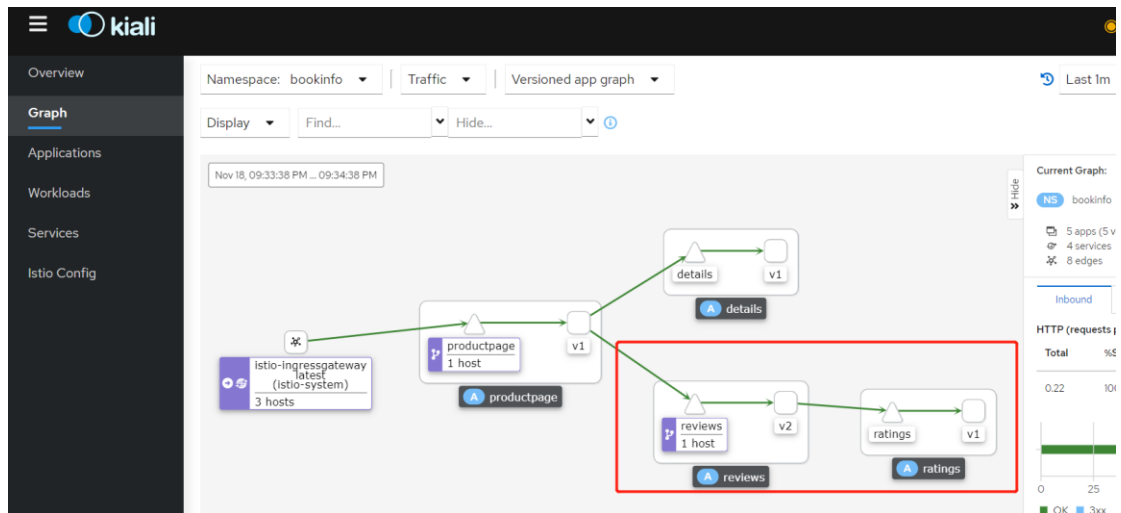 kiali
Overview
Graph
Applications
Workloads
Services
Istio Config
Namespace: bookinfo
Traffic
Versioned app graph
Last 1m
Display
Find...
Hide...
Nov 18, 09:33:38 PM ... 09:34:38 PM
Hide
Current Graph:
NS bookinfo
5 apps (5 v
4 services
8 edges
Inbound
HTTP (requests p
Total %S
0.22 100
0 25
OK 3xx
details
v1
A details
productpage
1 host
v1
A productpage
istio-ingressgateway
latest
(istio-system)
3 hosts
reviews
1 host
v2
A reviews
ratings
v1
A ratings